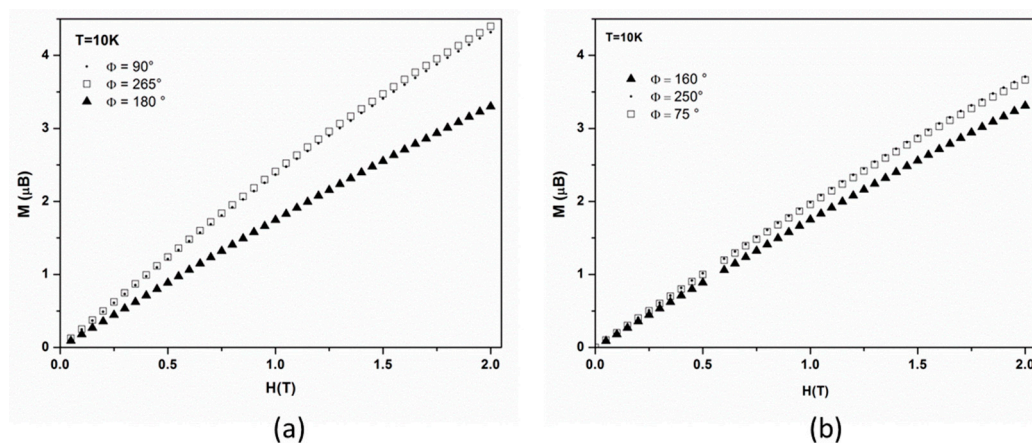 T=10K
Φ = 90°
Φ = 265°
Φ = 180 °
M (μB)
4
3
2
1
0
0.0 0.5 1.0 1.5 2.0
H(T)
(a)
T=10K
Φ = 160 °
Φ = 250°
Φ = 75 °
M (μB)
4
3
2
1
0
0.0 0.5 1.0 1.5 2.0
H(T)
(b)